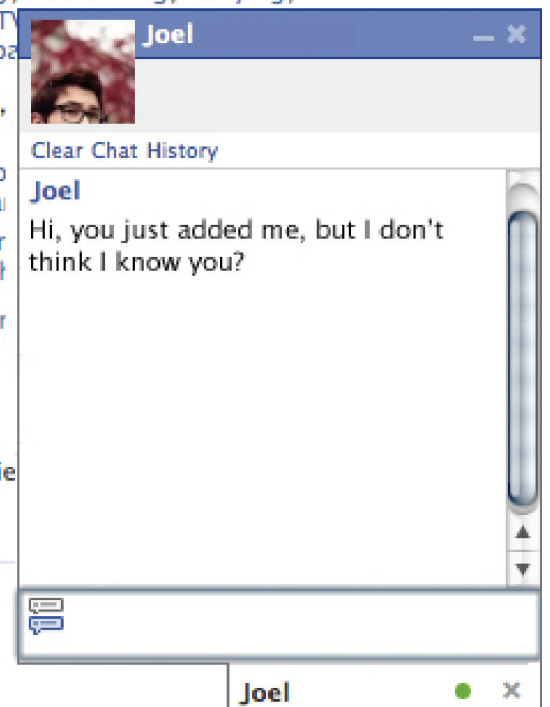 Joel
Clear Chat History
Joel
Hi, you just added me, but I don't
think I know you?
Joel